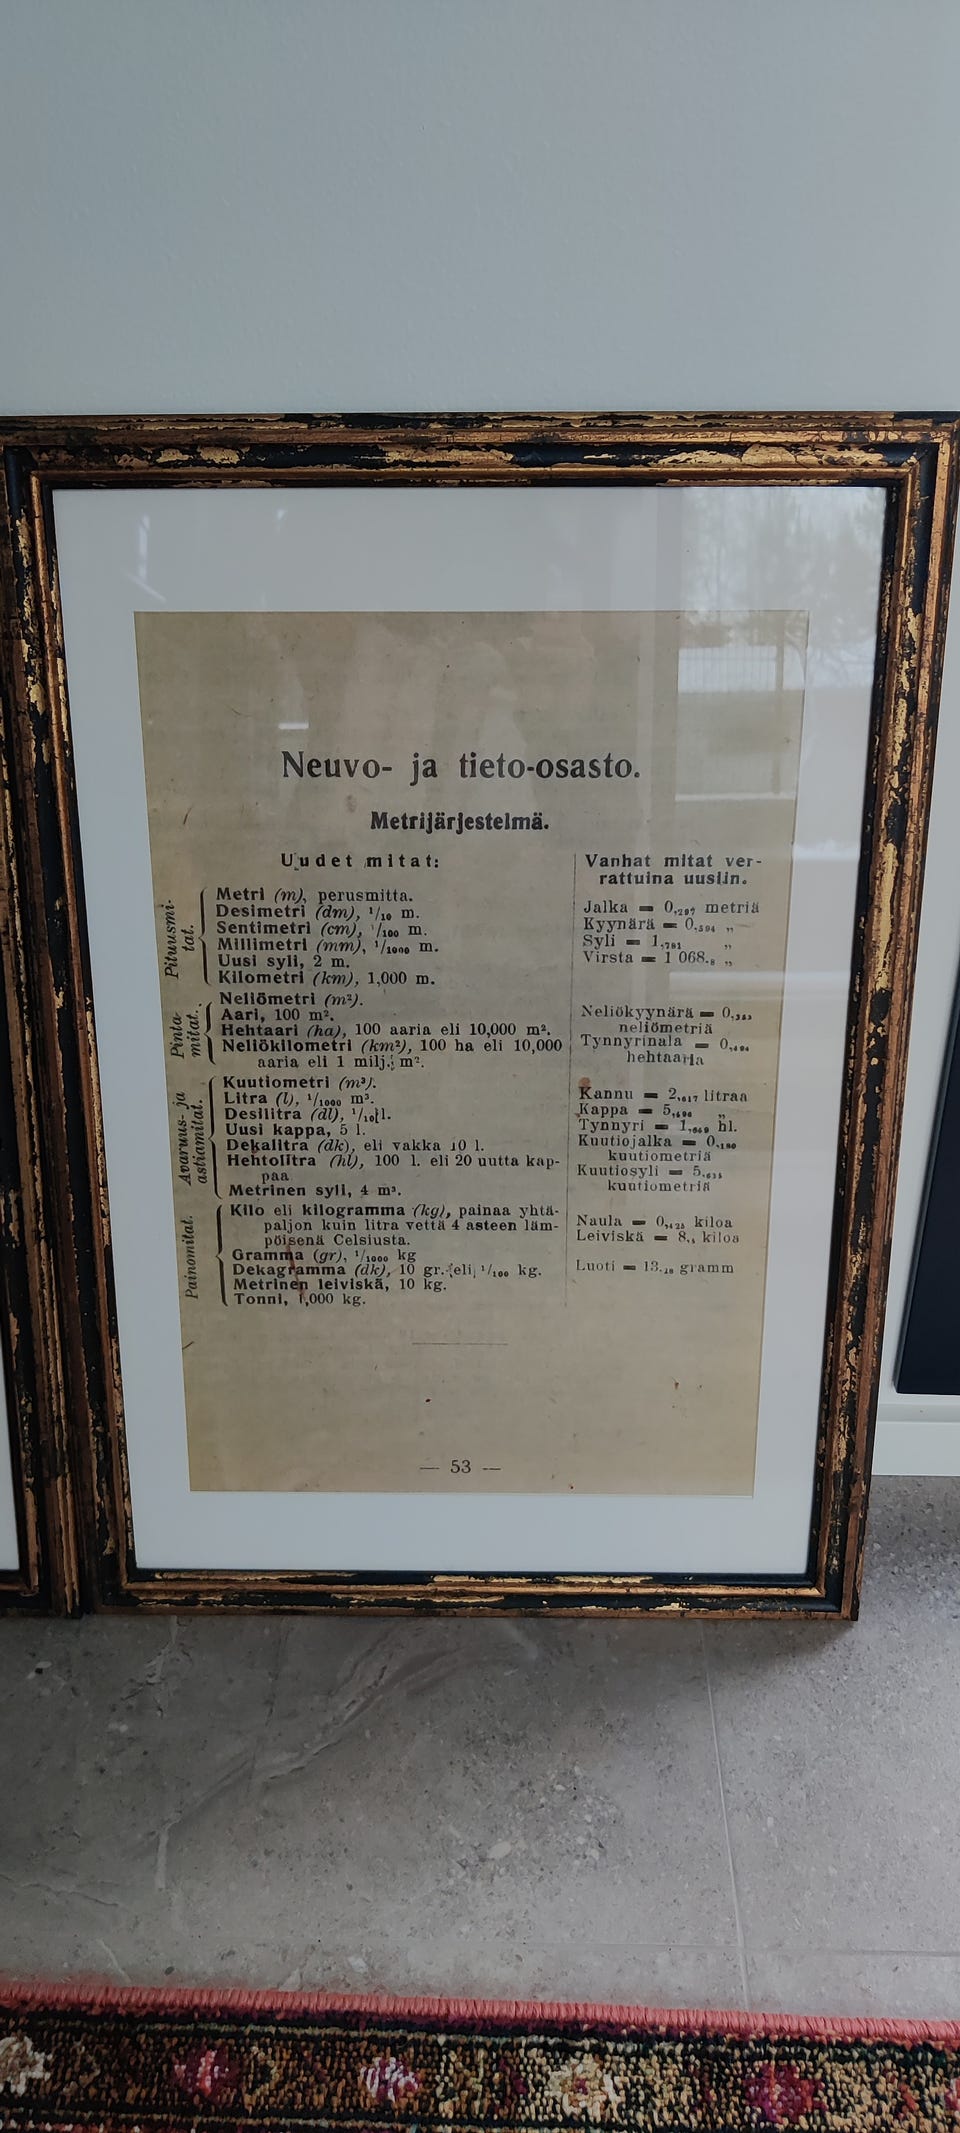 Neuvo- ja tieto-osasto.
Metrijärjestelmä.
Uudet mitat:
Pituusmi-
tat.
Metri (m), perusmitta.
Desimetri (dm), 1/10 m.
Sentimetri (cm), 1/100 m.
Millimetri (mm), 1/1000 m.
Uusi syli, 2 m.
Kilometri (km), 1,000 m.
Pinta-
mitat.
Neliömetri (m²).
Aari, 100 m².
Hehtaari (ha), 100 aaria eli 10,000 m².
Neliökilometri (km²), 100 ha eli 10,000
aaria eli 1 milj. m².
Avaruus- ja
astiamitat.
Kuutiometri (m³).
Litra (l), 1/1000 m³.
Desilitra (dl), 1/10 l.
Uusi kappa, 5 l.
Dekalitra (dk), eli vakka 10 l.
Hehtolitra (hl), 100 l. eli 20 uutta kap-
paa.
Metrinen syli, 4 m³.
Painomitat.
Kilo eli kilogramma (kg), painaa yhtä-
paljon kuin litra vettä 4 asteen läm-
pöisenä Celsiusta.
Gramma (gr), 1/1000 kg
Dekagramma (dk), 10 gr. eli 1/100 kg.
Metrinen leiviskä, 10 kg.
Tonni, 1,000 kg.
Vanhat mitat ver-
rattuina uusiin.
Jalka = 0,297 metriä
Kyynärä = 0,594 „
Syli = 1,781 „
Virsta = 1 068,8 „
Neliökyynärä =
neliömetriä
Tynnyrinala = 0,494
hehtaaria
Kannu = 2,617 litraa
Kappa = 5,496 „
Tynnyri = 1,649 hl.
Kuutiojalka =
kuutiometriä
Kuutiosyli =
kuutiometriä
Naula = 0,425 kiloa
Leiviskä = 8,5 kiloa
Luoti = 13,28 gramm
— 53 —